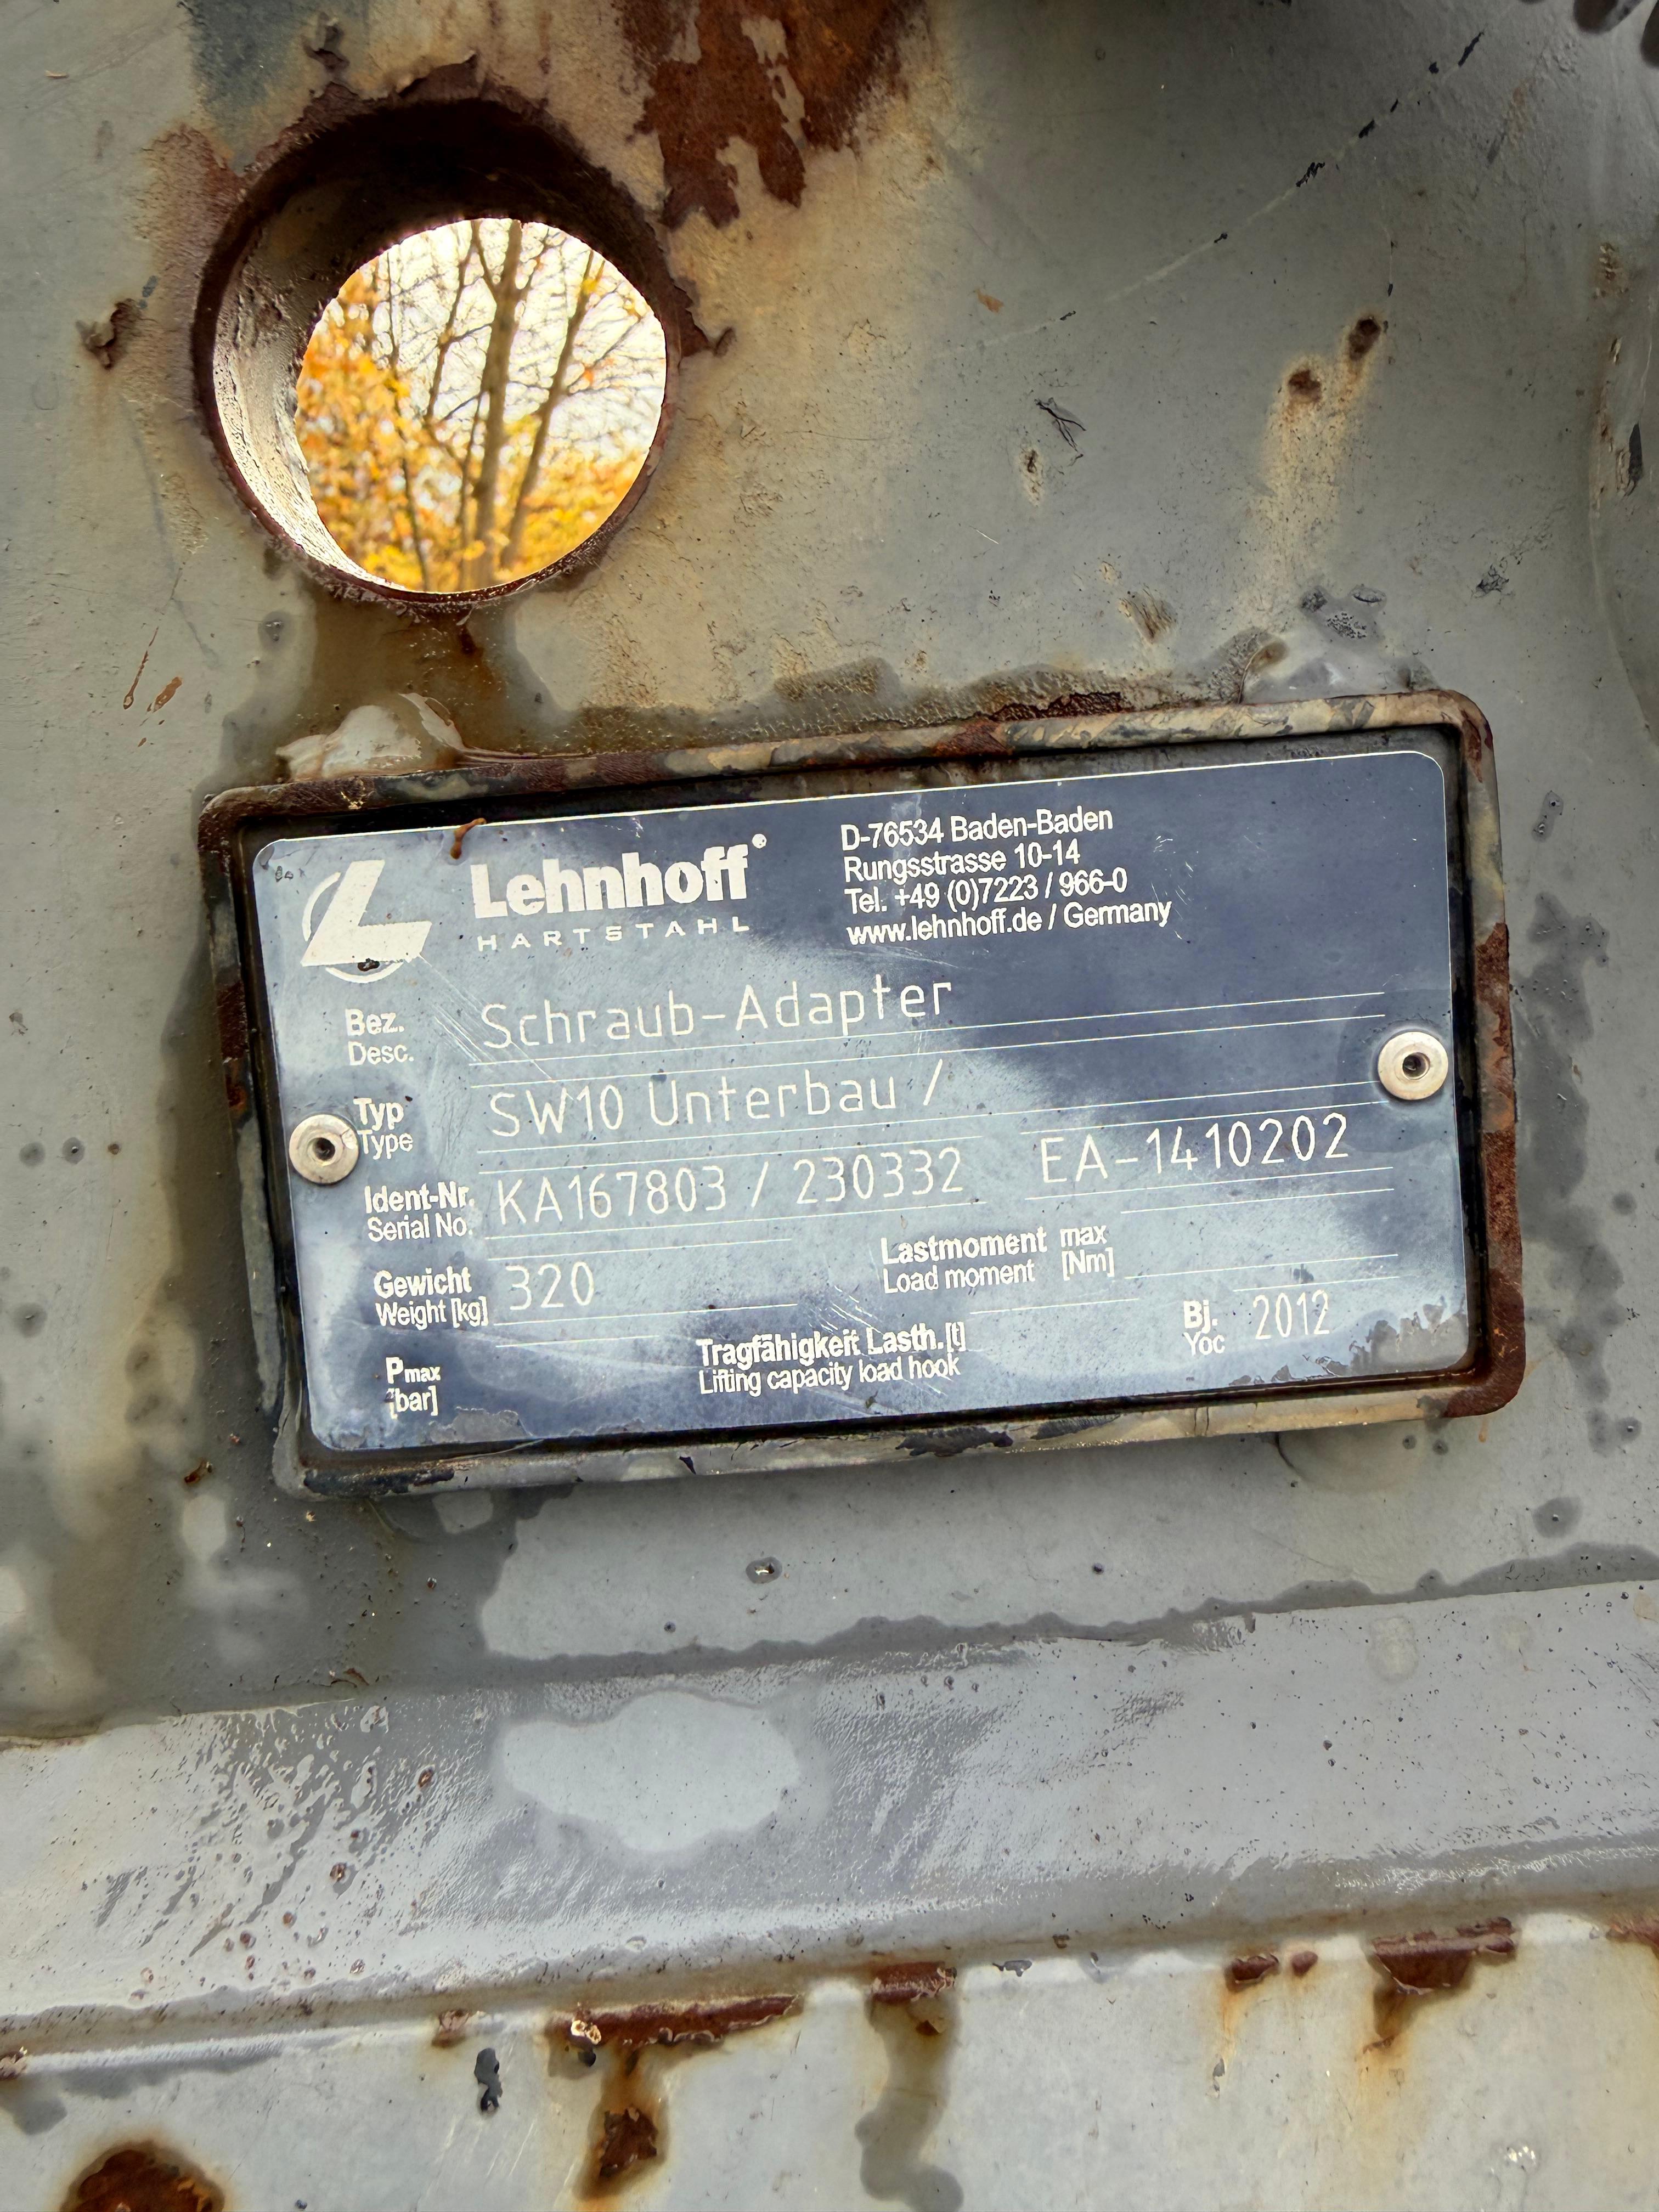 Lehnhoff®
HARTSTAHL
D-76534 Baden-Baden
Rungsstrasse 10-14
Tel. +49 (0)7223 / 966-0
www.lehnhoff.de / Germany
Bez. Schraub-Adapter
Desc.
Typ SW10 Unterbau /
Type
Ident-Nr. KA167803 / 230332 EA-1410202
Serial No.
Gewicht 320
Weight [kg]
Lastmoment max
Load moment [Nm]
Pmax
[bar]
Tragfähigkeit Lasth.[t]
Lifting capacity load hook
Bj. 2012
Yoc